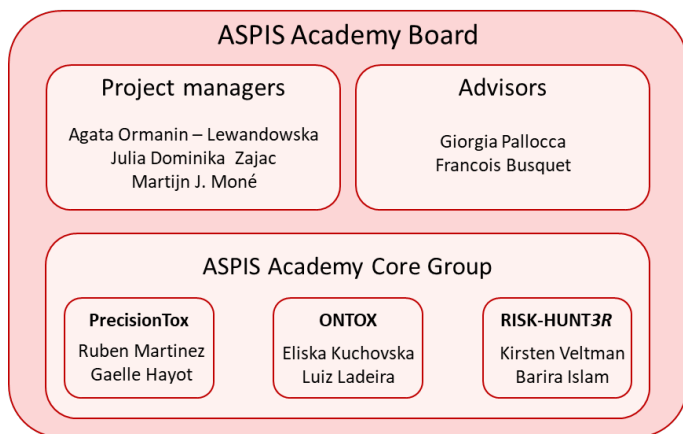 ASPIS Academy Board
Project managers
Agata Ormanin – Lewandowska
Julia Dominika Zajac
Martijn J. Moné
Advisors
Giorgia Pallocca
Francois Busquet
ASPIS Academy Core Group
PrecisionTox
Ruben Martinez
Gaelle Hayot
ONTOX
Eliska Kuchovska
Luiz Ladeira
RISK-HUNT3R
Kirsten Veltman
Barira Islam